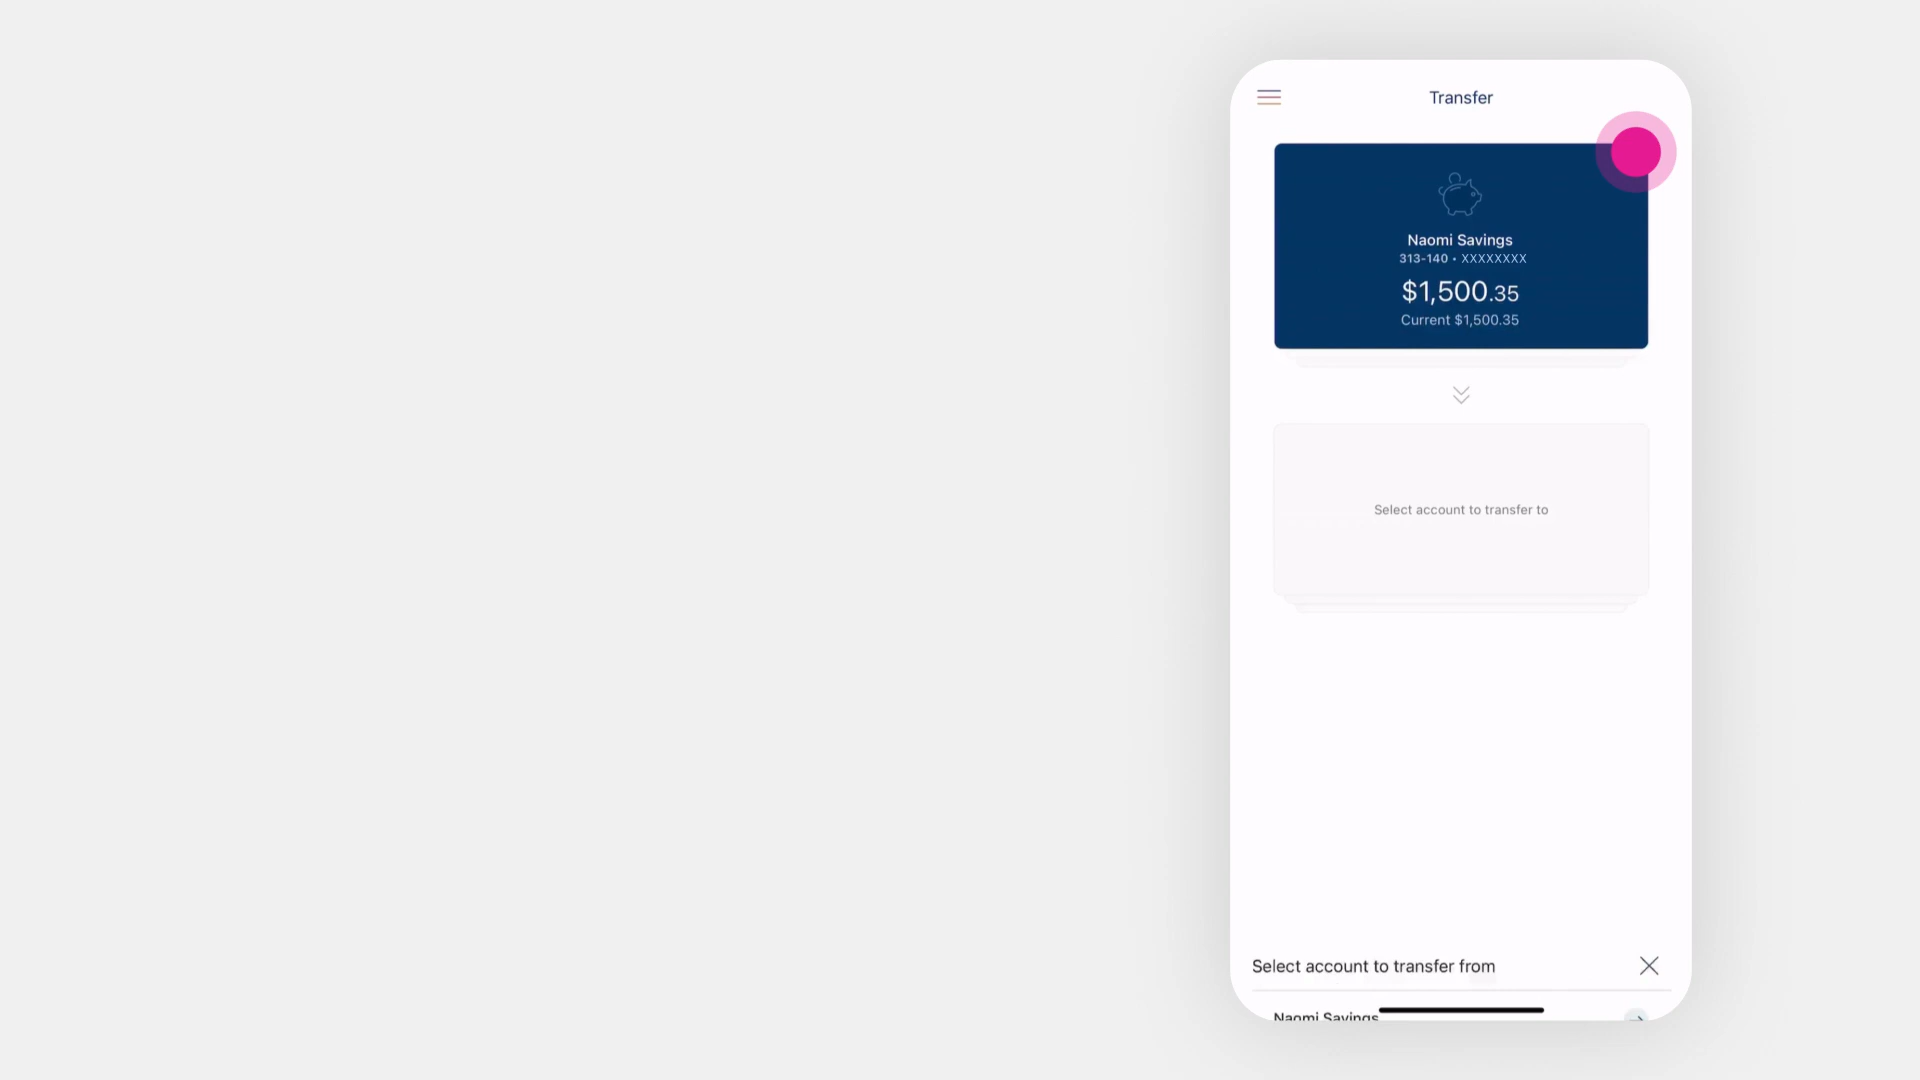 Transfer
Naomi Savings
313-140 • XXXXXXXX
$1,500.35
Current $1,500.35
Select account to transfer to
Select account to transfer from
Naomi Savings